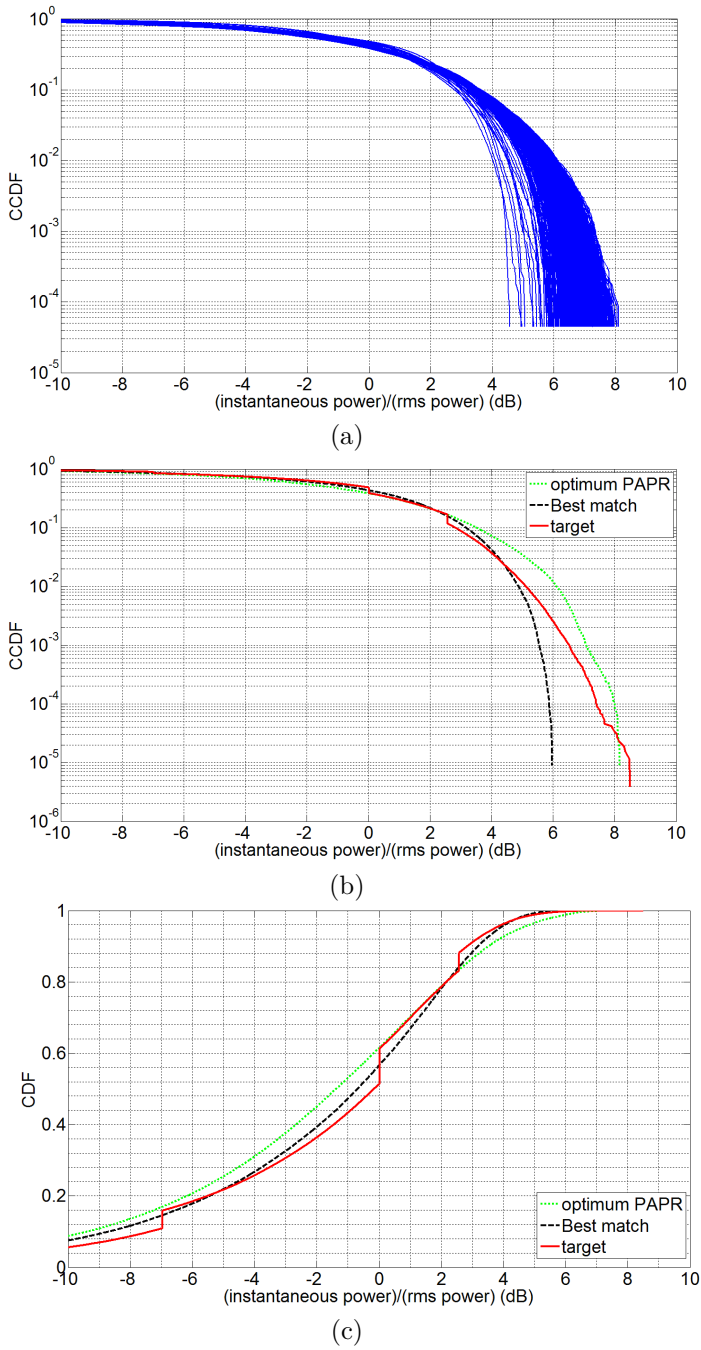 10^0
10^-1
10^-2
10^-3
10^-4
10^-5
CCDF
-10 -8 -6 -4 -2 0 2 4 6 8 10
(instantaneous power)/(rms power) (dB)
(a)
10^0
10^-1
10^-2
10^-3
10^-4
10^-5
10^-6
CCDF
optimum PAPR
Best match
target
-10 -8 -6 -4 -2 0 2 4 6 8 10
(instantaneous power)/(rms power) (dB)
(b)
1
0.8
0.6
0.4
0.2
0
CDF
optimum PAPR
Best match
target
-10 -8 -6 -4 -2 0 2 4 6 8 10
(instantaneous power)/(rms power) (dB)
(c)